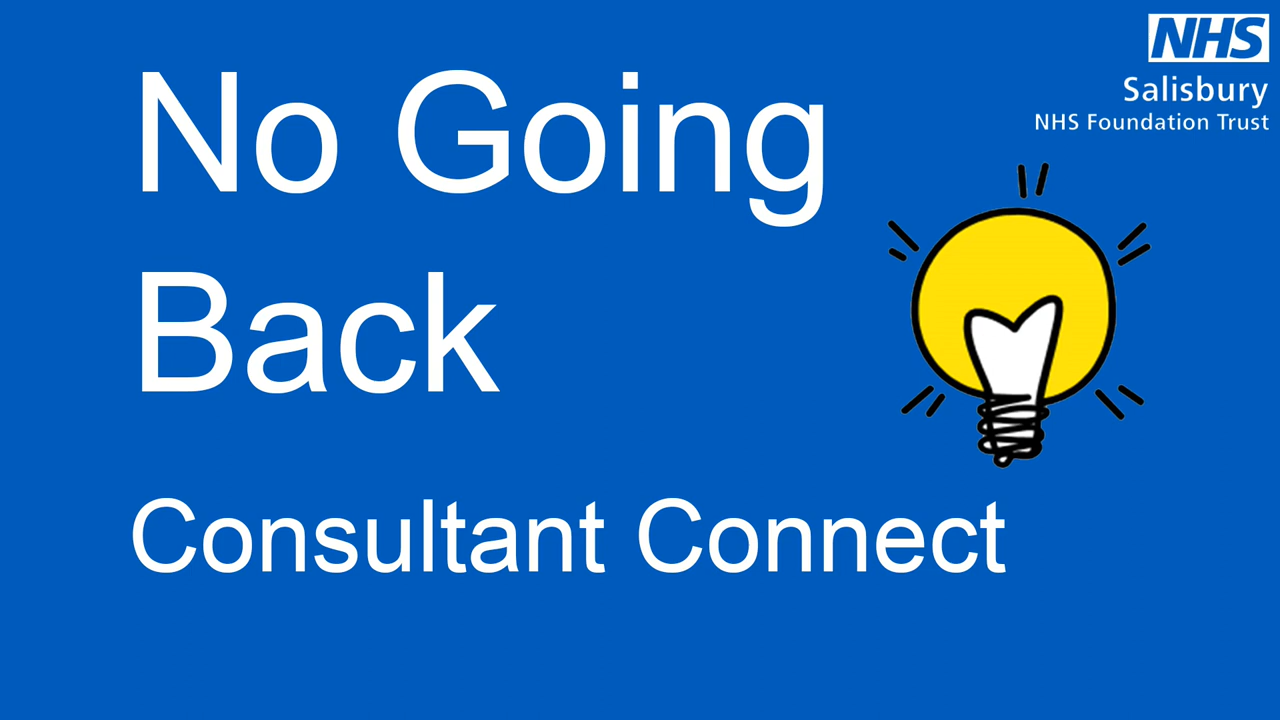 NHS
Salisbury
NHS Foundation Trust
No Going
Back
Consultant Connect